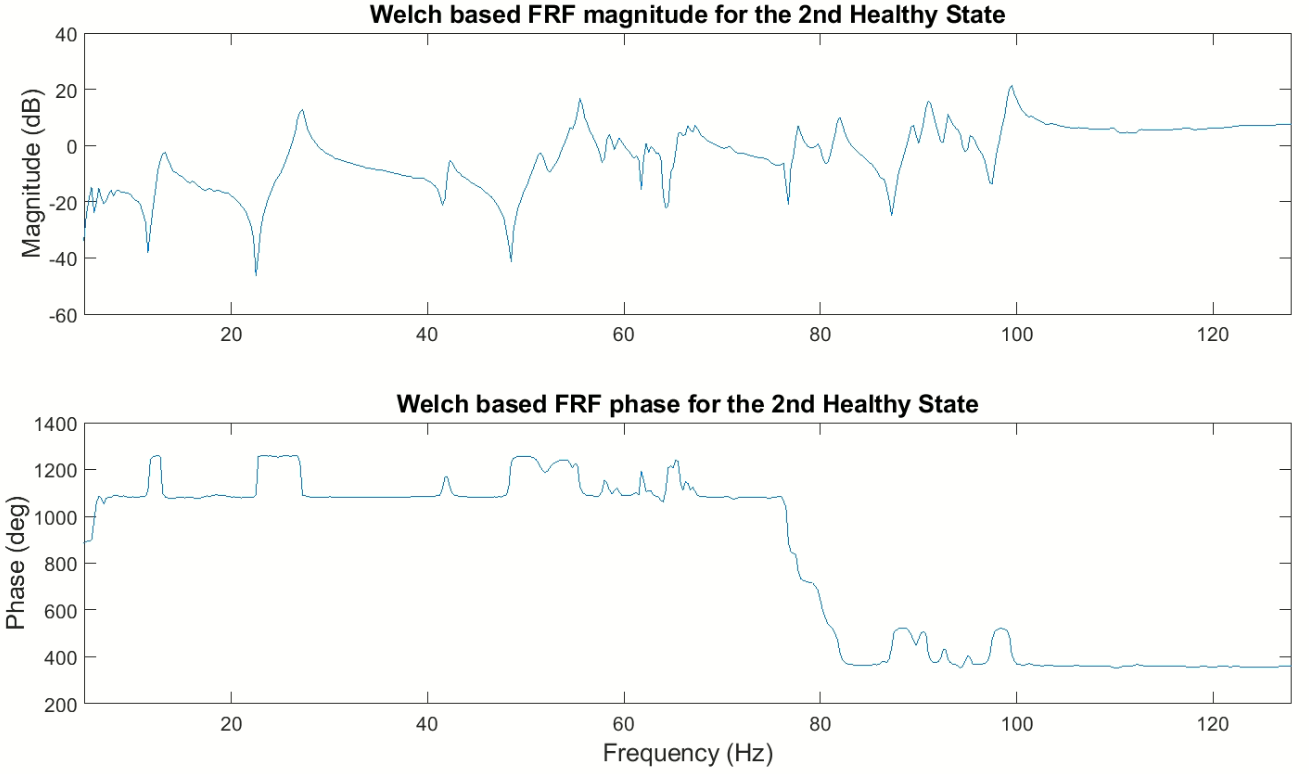 Welch based FRF magnitude for the 2nd Healthy State
40
20
0
-20
-40
-60
Magnitude (dB)
20 40 60 80 100 120
Welch based FRF phase for the 2nd Healthy State
1400
1200
1000
800
600
400
200
Phase (deg)
20 40 60 80 100 120
Frequency (Hz)